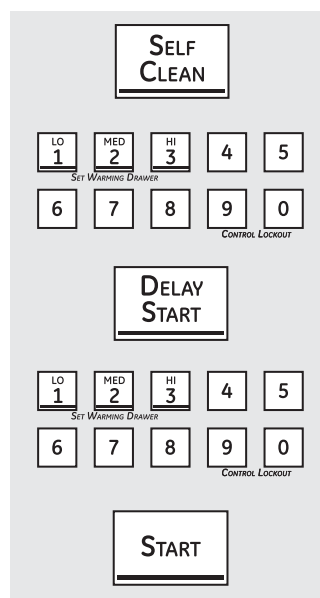 SELF
CLEAN
LO MED HI
1 2 3 4 5
SET WARMING DRAWER
6 7 8 9 0
CONTROL LOCKOUT
DELAY
START
LO MED HI
1 2 3 4 5
SET WARMING DRAWER
6 7 8 9 0
CONTROL LOCKOUT
START